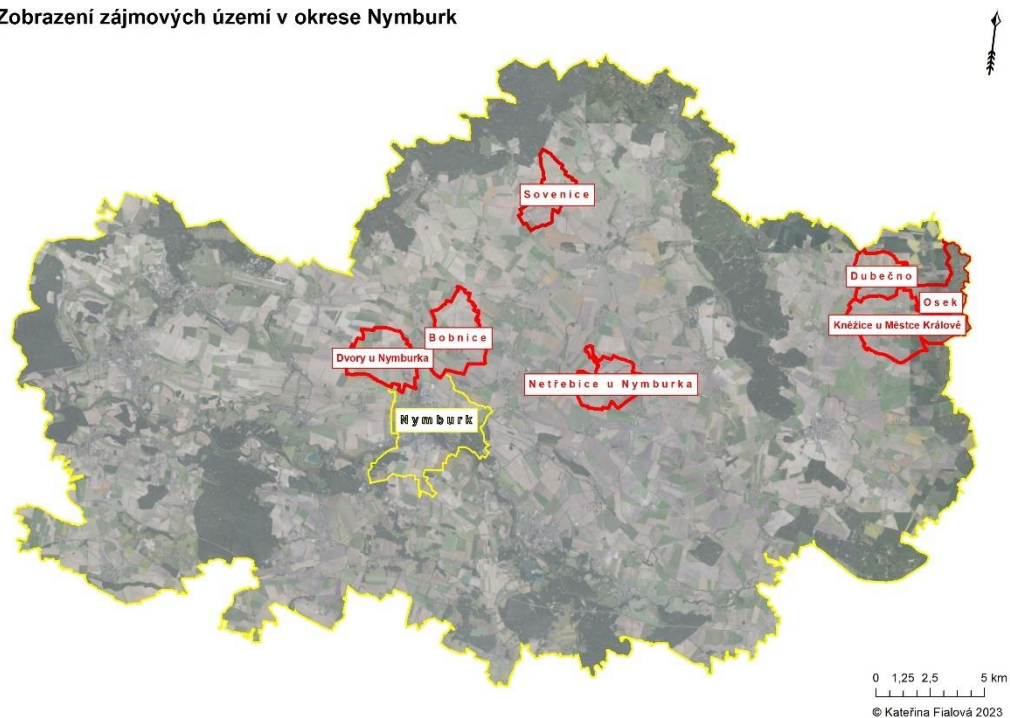 Zobrazení zájmových území v okrese Nymburk
Sovenice
Dubečno
Osek
Kněžice u Městce Králové
Bobnice
Dvory u Nymburka
Netřebice u Nymburka
Nymburk
0 1,25 2,5 5 km
© Kateřina Fialová 2023